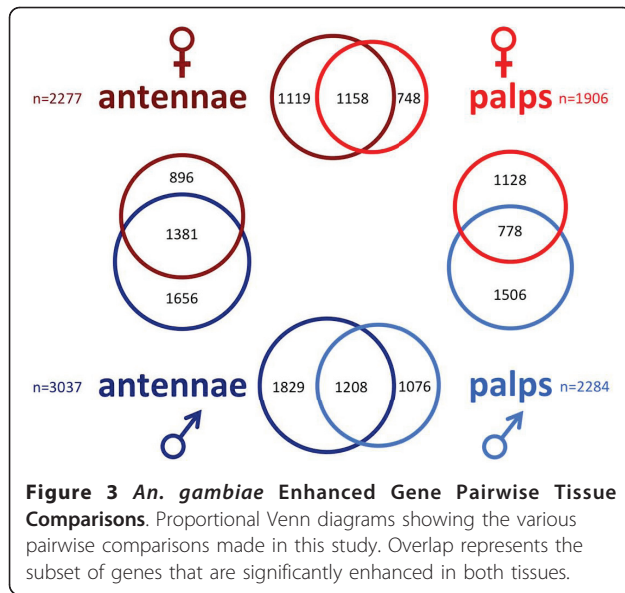 ♀ ♀
n=2277 antennae 1119 1158 748 palps n=1906
896
1381
1656
1128
778
1506
n=3037 antennae 1829 1208 1076 palps n=2284
♂ ♂
Figure 3 An. gambiae Enhanced Gene Pairwise Tissue
Comparisons. Proportional Venn diagrams showing the various
pairwise comparisons made in this study. Overlap represents the
subset of genes that are significantly enhanced in both tissues.